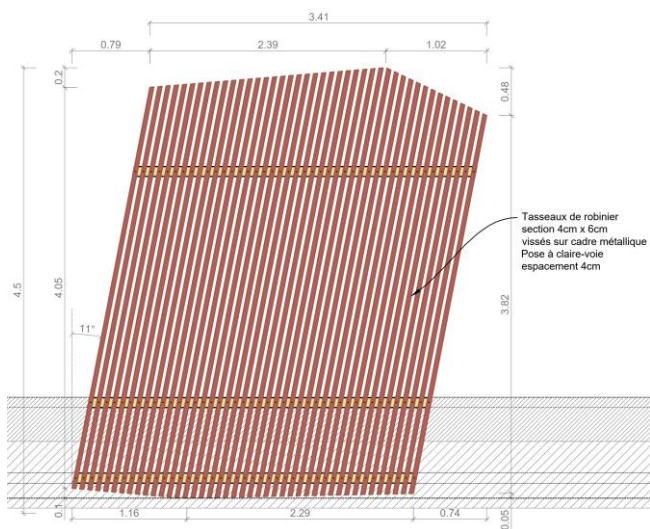 3.41
0.79 2.39 1.02
0.2
0.48
Tasseaux de robinier
section 4cm x 6cm
vissés sur cadre métallique
Pose à claire-voie
espacement 4cm
4.5
4.05
3.82
11°
0.1
1.16 2.29 0.74
0.05